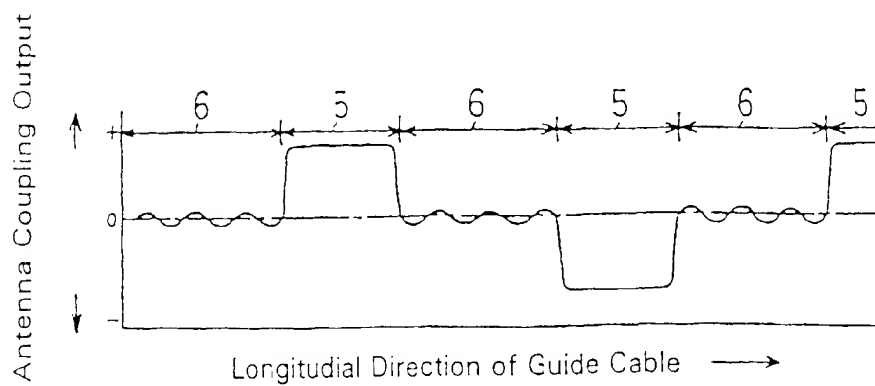 Antenna Coupling Output
6 5 6 5 6 5
+
0
-
Longitudial Direction of Guide Cable